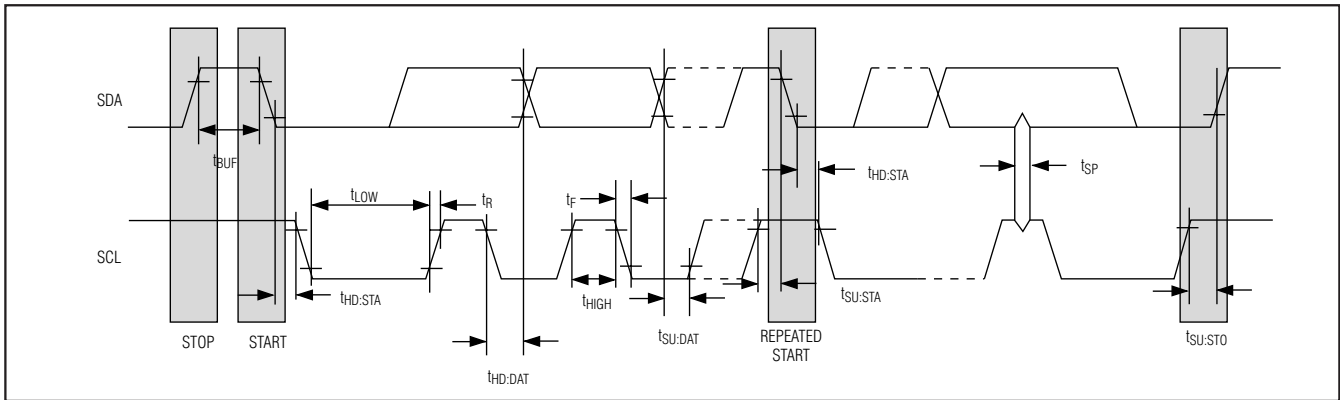 SDA
tBUF
tLOW
tR
tF
tHD:STA
tSP
SCL
tHD:STA
tHIGH
tSU:STA
tSU:DAT
tSU:STO
STOP
START
REPEATED
START
tHD:DAT